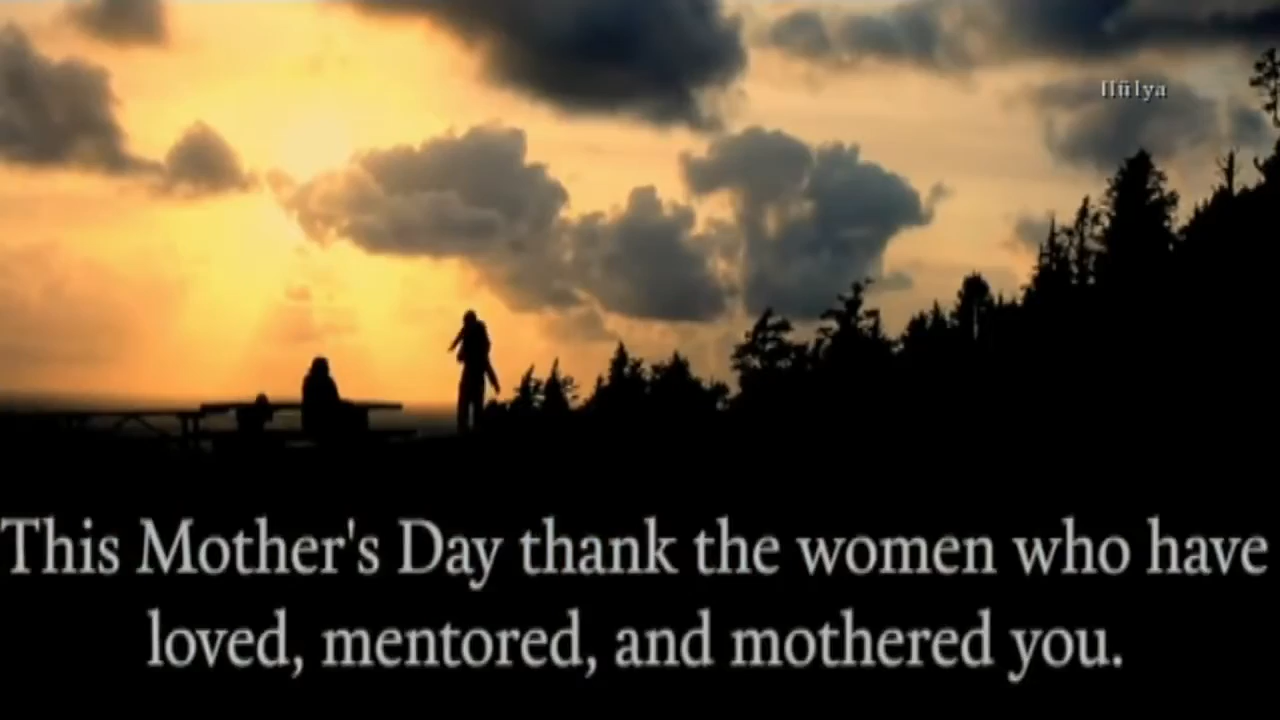 Hülya
This Mother's Day thank the women who have
loved, mentored, and mothered you.